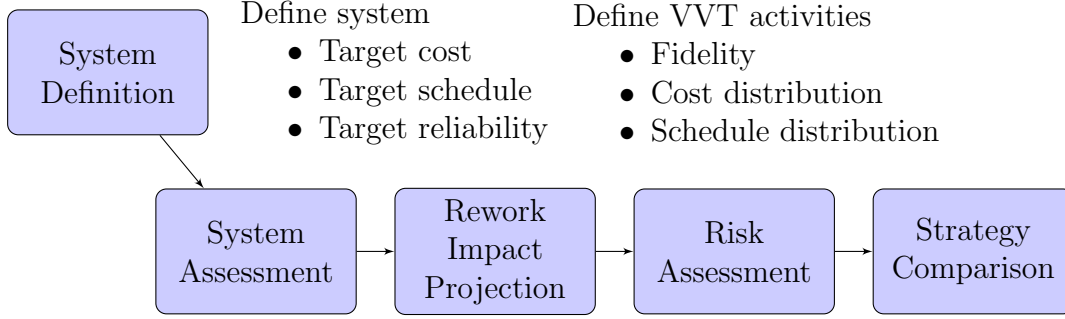 System
Definition
Define system
• Target cost
• Target schedule
• Target reliability
Define VVT activities
• Fidelity
• Cost distribution
• Schedule distribution
System
Assessment
Rework
Impact
Projection
Risk
Assessment
Strategy
Comparison